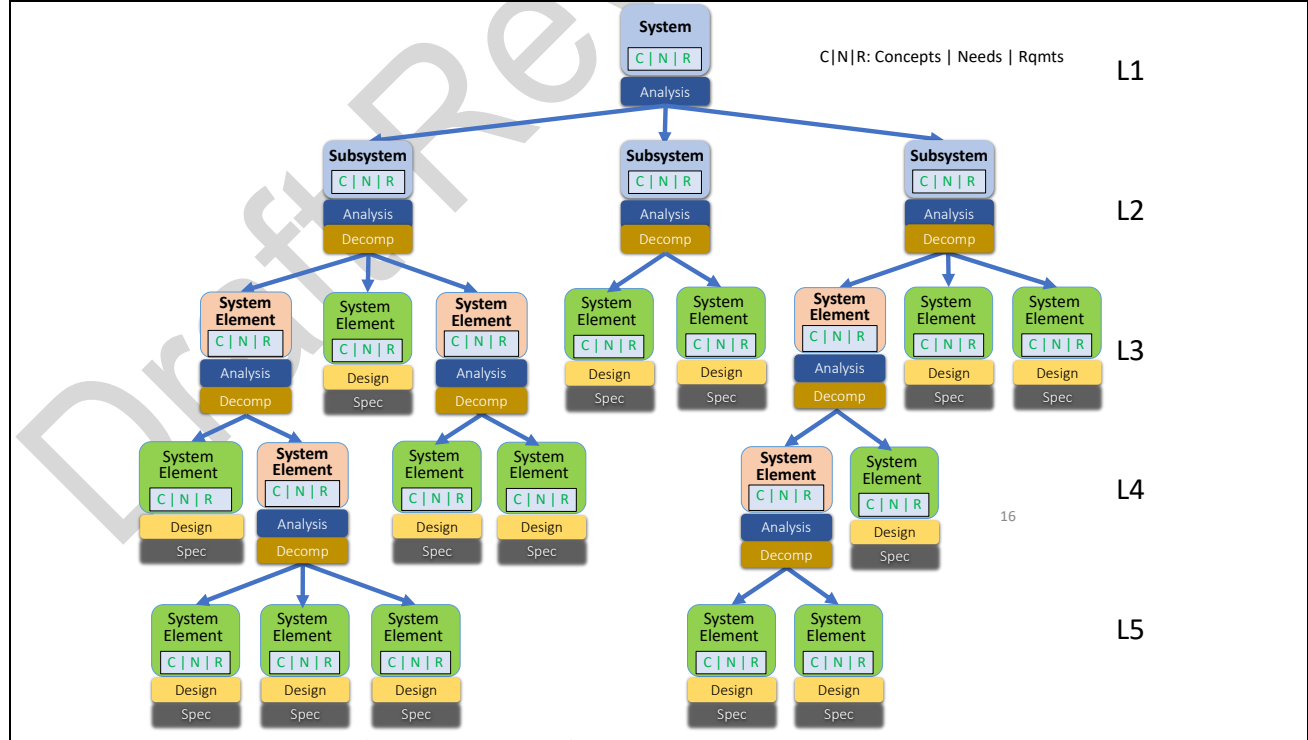 System
C | N | R
Analysis
C|N|R: Concepts | Needs | Rqmts
L1
Subsystem
C | N | R
Analysis
Decomp
Subsystem
C | N | R
Analysis
Decomp
Subsystem
C | N | R
Analysis
Decomp
L2
System
Element
C | N | R
Analysis
Decomp
System
Element
C | N | R
Design
Spec
System
Element
C | N | R
Analysis
Decomp
System
Element
C | N | R
Design
Spec
System
Element
C | N | R
Design
Spec
System
Element
C | N | R
Analysis
Decomp
System
Element
C | N | R
Design
Spec
System
Element
C | N | R
Design
Spec
L3
System
Element
C | N | R
Design
Spec
System
Element
C | N | R
Analysis
Decomp
System
Element
C | N | R
Design
Spec
System
Element
C | N | R
Design
Spec
System
Element
C | N | R
Analysis
Decomp
System
Element
C | N | R
Design
Spec
L4
16
System
Element
C | N | R
Design
Spec
System
Element
C | N | R
Design
Spec
System
Element
C | N | R
Design
Spec
System
Element
C | N | R
Design
Spec
System
Element
C | N | R
Design
Spec
L5
Draft